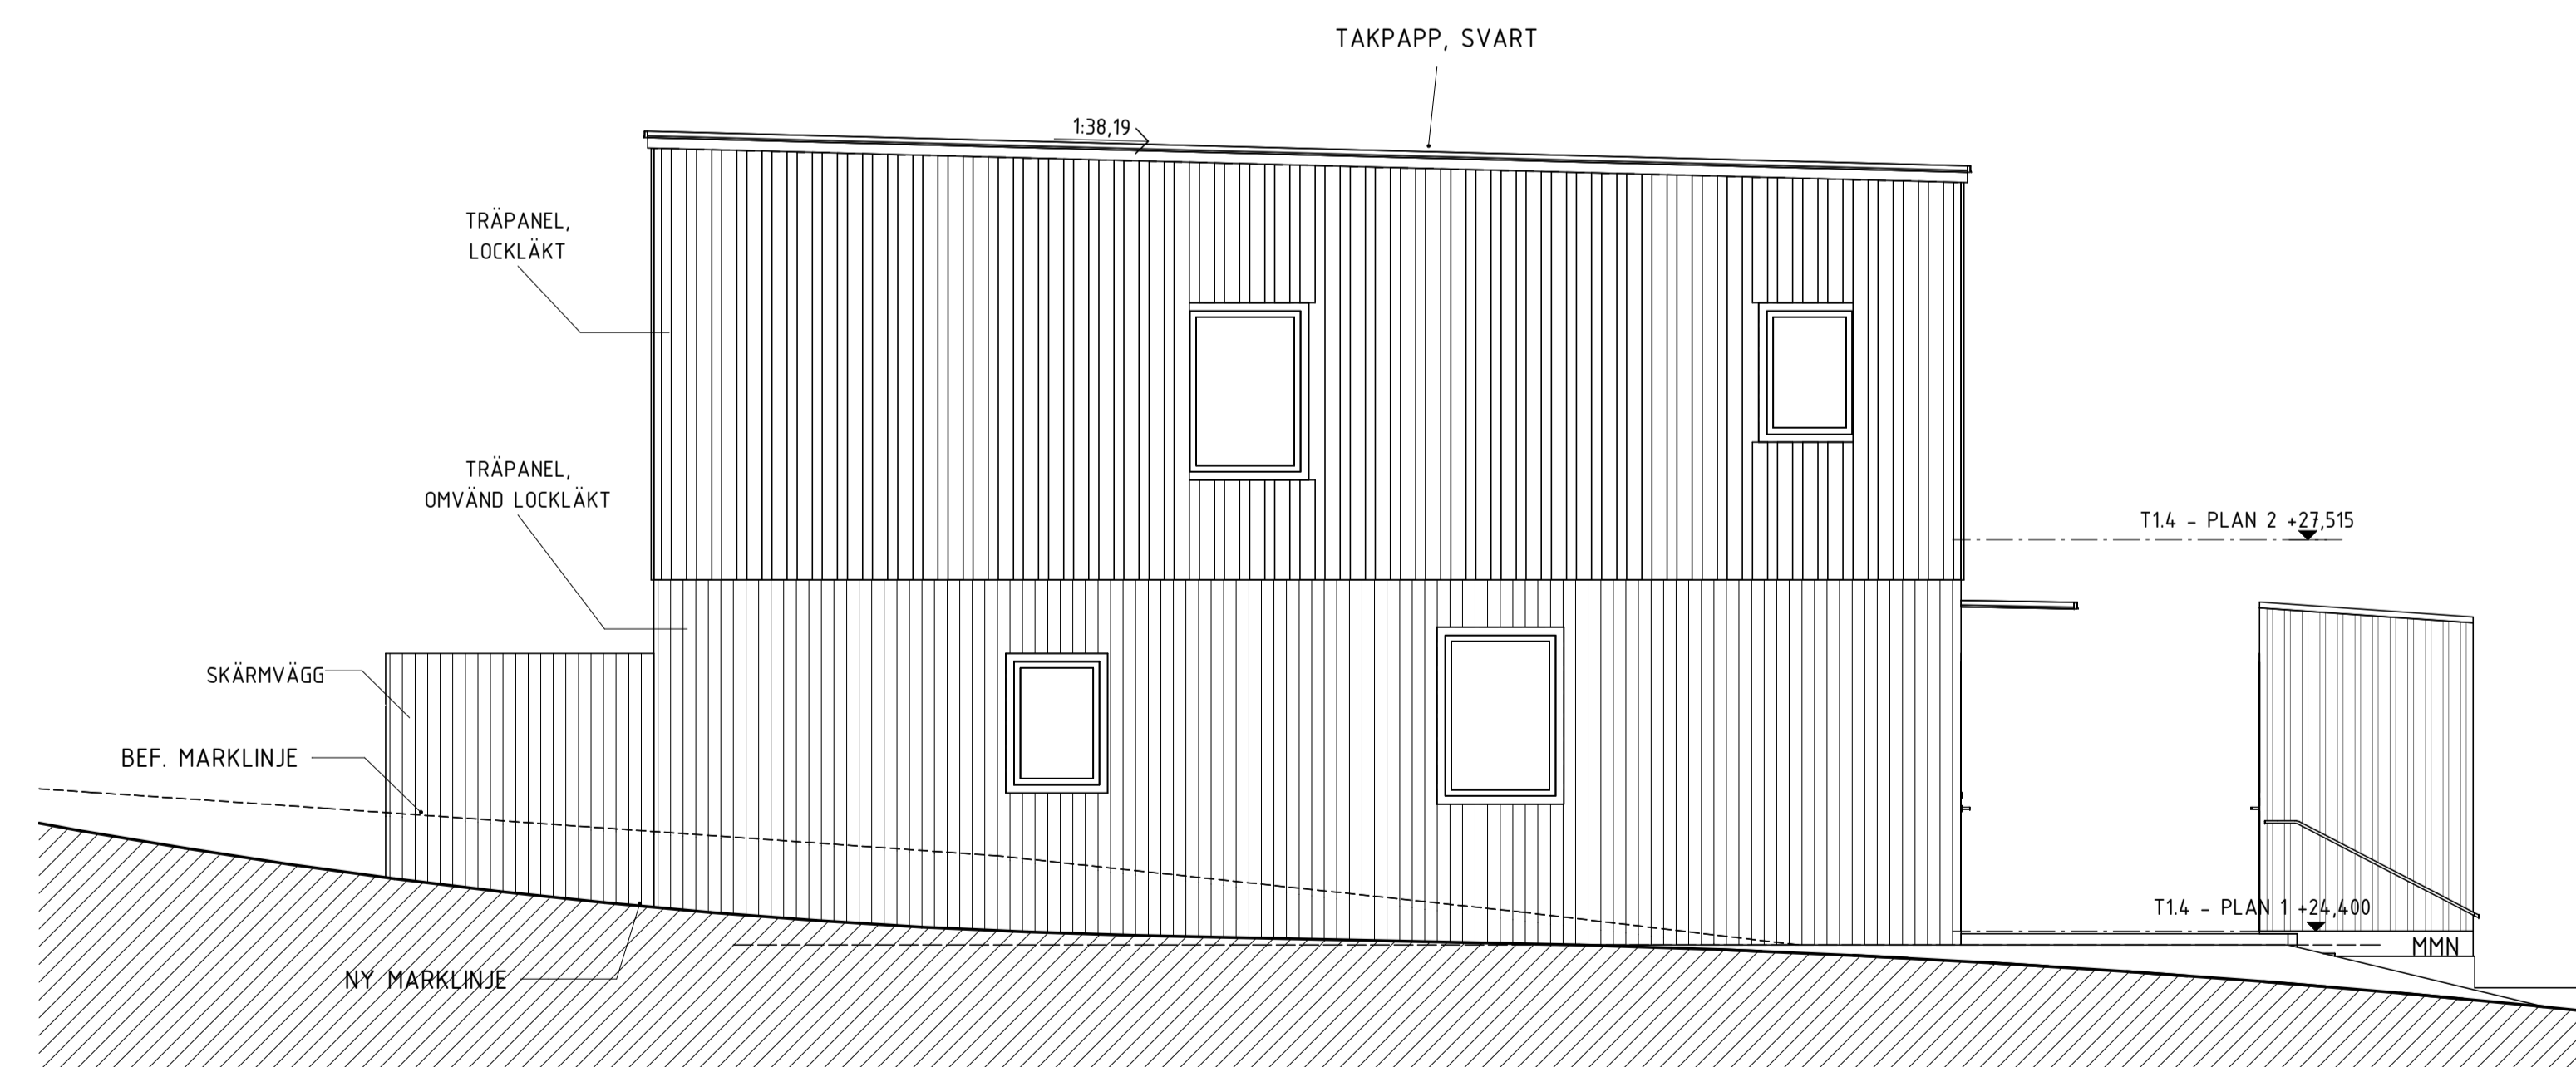 TAKPAPP, SVART
1:38,19
TRÄPANEL,
LOCKLÄKT
TRÄPANEL,
OMVÄND LOCKLÄKT
T1.4 - PLAN 2 +27,515
SKÄRMVÄGG
BEF. MARKLINJE
T1.4 - PLAN 1 +24,400
MMN
NY MARKLINJE